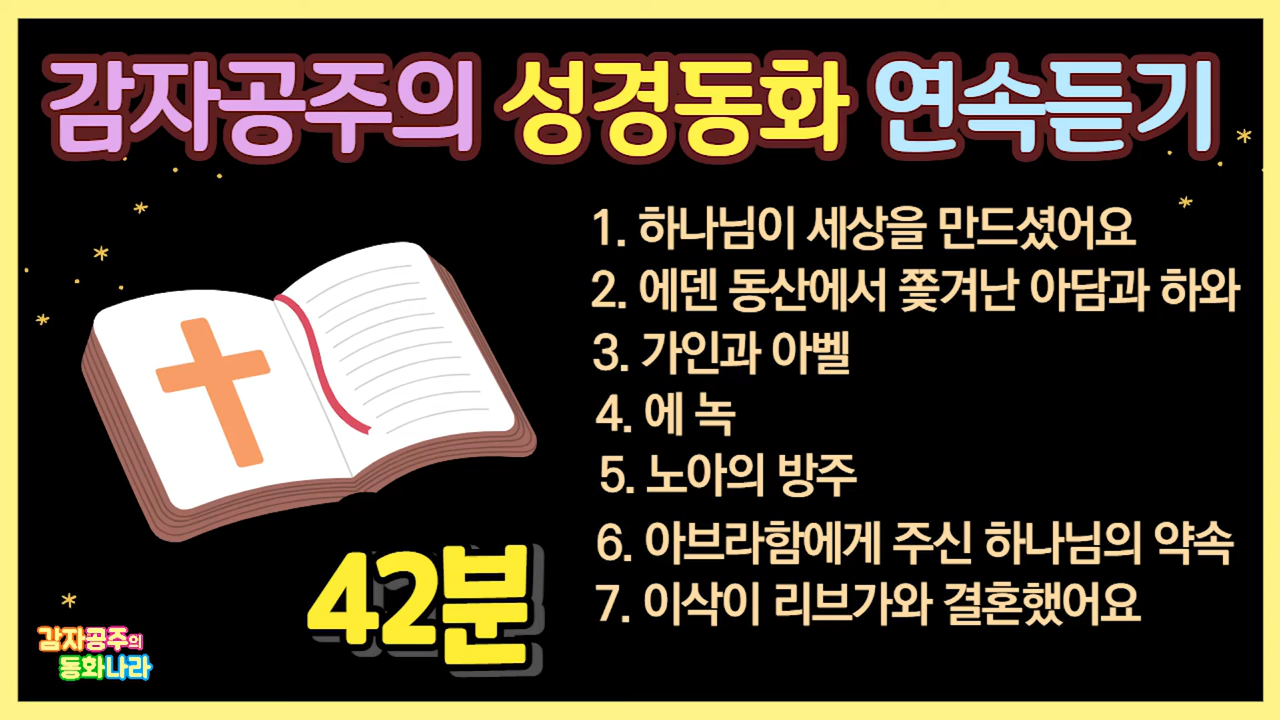 감자공주의 성경동화 연속듣기
1. 하나님이 세상을 만드셨어요
2. 에덴 동산에서 쫓겨난 아담과 하와
3. 가인과 아벨
4. 에 녹
5. 노아의 방주
6. 아브라함에게 주신 하나님의 약속
7. 이삭이 리브가와 결혼했어요
42분
감자공주의
동화나라